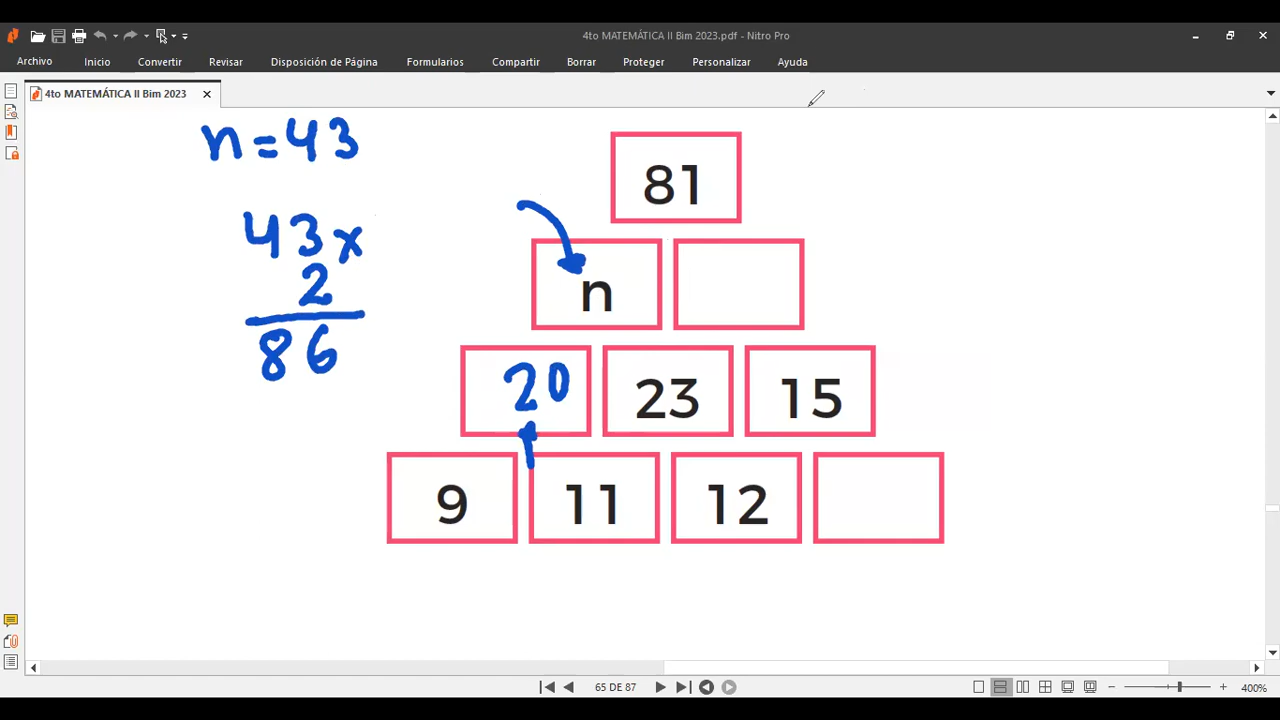 4to MATEMÁTICA II Bim 2023.pdf - Nitro Pro
Archivo Inicio Convertir Revisar Disposición de Página Formularios Compartir Borrar Proteger Personalizar Ayuda
4to MATEMÁTICA II Bim 2023
n=43
81
43x
2
86
n
20 23 15
9 11 12
65 DE 87
400%